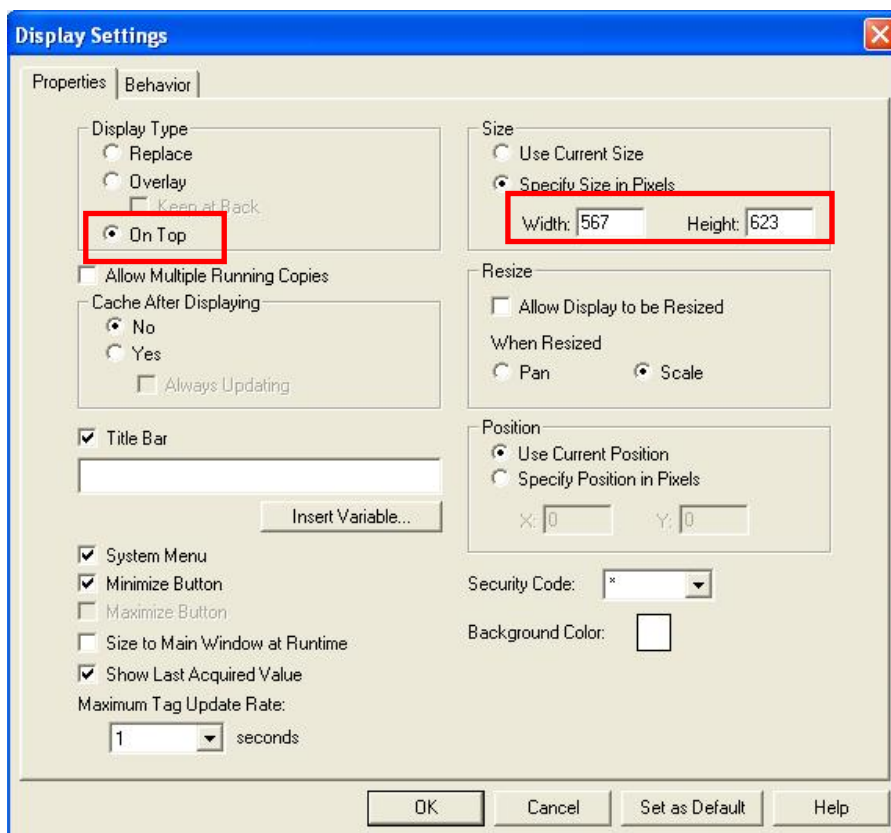 Display Settings
Properties
Behavior
Display Type
Replace
Overlay
Keep at Back
On Top
Allow Multiple Running Copies
Cache After Displaying
No
Yes
Always Updating
Title Bar
Insert Variable...
System Menu
Minimize Button
Maximize Button
Size to Main Window at Runtime
Show Last Acquired Value
Maximum Tag Update Rate:
1 seconds
Size
Use Current Size
Specify Size in Pixels
Width: 567 Height: 623
Resize
Allow Display to be Resized
When Resized
Pan Scale
Position
Use Current Position
Specify Position in Pixels
X: 0 Y: 0
Security Code: *
Background Color:
OK Cancel Set as Default Help